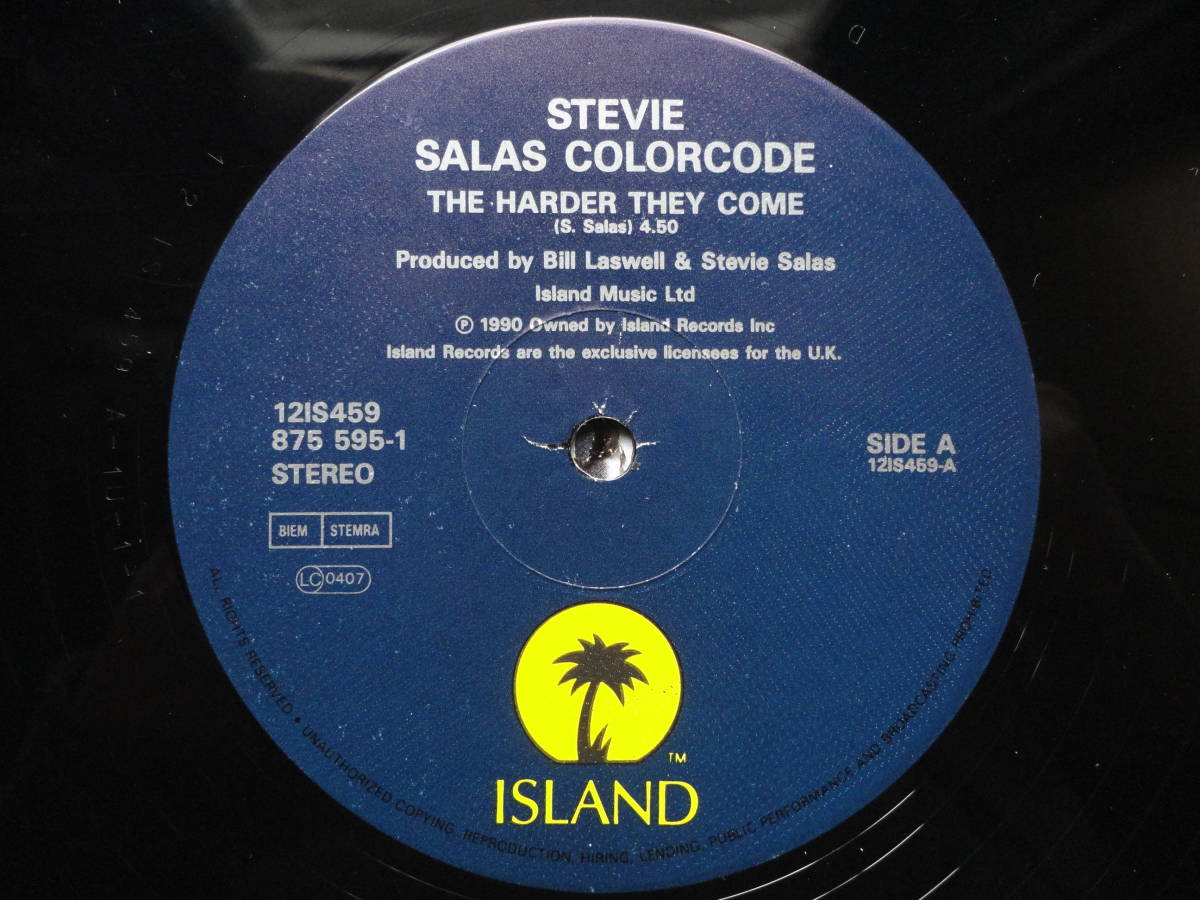 STEVIE
SALAS COLORCODE
THE HARDER THEY COME
(S. Salas) 4.50
Produced by Bill Laswell & Stevie Salas
Island Music Ltd
Ⓟ 1990 Owned by Island Records Inc
Island Records are the exclusive licensees for the U.K.
12IS459
875 595-1
STEREO
SIDE A
12IS459-A
BIEM STEMRA
LC 0407
TM
ISLAND
ALL RIGHTS RESERVED • UNAUTHORIZED COPYING, REPRODUCTION, HIRING, LENDING, PUBLIC PERFORMANCE AND BROADCASTING PROHIBITED